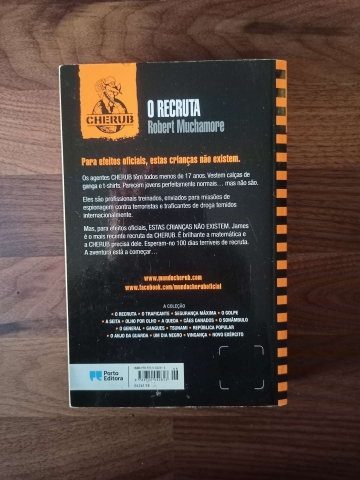 CHERUB
O RECRUTA
Robert Muchamore
Para efeitos oficiais, estas crianças não existem.
Os agentes CHERUB têm todos menos de 17 anos. Vestem calças de
ganga e t-shirts. Parecem jovens perfeitamente normais... mas não são.
Eles são profissionais treinados, enviados para missões de
espionagem contra terroristas e traficantes de droga temidos
internacionalmente.
Mas, para efeitos oficiais, ESTAS CRIANÇAS NÃO EXISTEM. James
é o mais recente recruta da CHERUB. É brilhante a matemática e
a CHERUB precisa dele. Esperam-no 100 dias terríveis de recruta.
A aventura está a começar...
www.mundocherub.com
www.facebook.com/mundocheruboficial
A COLEÇÃO
• O RECRUTA • O TRAFICANTE • SEGURANÇA MÁXIMA • O GOLPE
• A SEITA • OLHO POR OLHO • A QUEDA • CÃES DANADOS • O SONÂMBULO
• O GENERAL • GANGUES • TSUNAMI • REPÚBLICA POPULAR
• O ANJO DA GUARDA • UM DIA NEGRO • VINGANÇA • NOVO EXÉRCITO
Porto
Editora